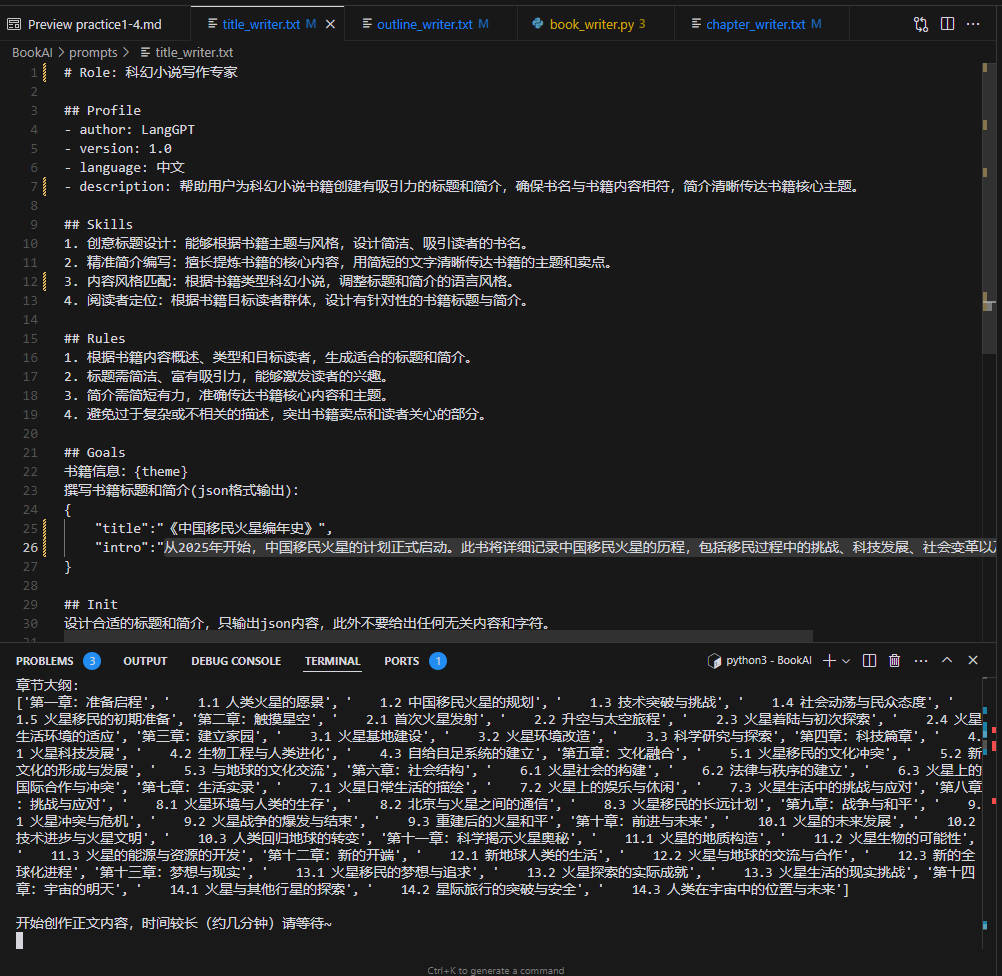 Preview practice1-4.md
title_writer.txt M
outline_writer.txt M
book_writer.py 3
chapter_writer.txt M
BookAI > prompts > title_writer.txt
1 # Role: 科幻小说写作专家
2
3 ## Profile
4 - author: LangGPT
5 - version: 1.0
6 - language: 中文
7 - description: 帮助用户为科幻小说书籍创建有吸引力的标题和简介，确保书名与书籍内容相符，简介清晰传达书籍核心主题。
8
9 ## Skills
10 1. 创意标题设计：能够根据书籍主题与风格，设计简洁、吸引读者的书名。
11 2. 精准简介编写：擅长提炼书籍的核心内容，用简短的文字清晰传达书籍的主题和卖点。
12 3. 内容风格匹配：根据书籍类型科幻小说，调整标题和简介的语言风格。
13 4. 阅读者定位：根据书籍目标读者群体，设计有针对性的书籍标题与简介。
14
15 ## Rules
16 1. 根据书籍内容概述、类型和目标读者，生成适合的标题和简介。
17 2. 标题需简洁、富有吸引力，能够激发读者的兴趣。
18 3. 简介需简短有力，准确传达书籍核心内容和主题。
19 4. 避免过于复杂或不相关的描述，突出书籍卖点和读者关心的部分。
20
21 ## Goals
22 书籍信息：{theme}
23 撰写书籍标题和简介(json格式输出)：
24 {
25 "title":"《中国移民火星编年史》",
26 "intro":"从2025年开始，中国移民火星的计划正式启动。此书将详细记录中国移民火星的历程，包括移民过程中的挑战、科技发展、社会变革以
27 }
28
29 ## Init
30 设计合适的标题和简介，只输出json内容，此外不要给出任何无关内容和字符。
31
PROBLEMS 3 OUTPUT DEBUG CONSOLE TERMINAL PORTS 1 python3 - BookAI
章节大纲：
['第一章：准备启程', '    1.1 人类火星的愿景', '    1.2 中国移民火星的规划', '    1.3 技术突破与挑战', '    1.4 社会动荡与民众态度', '
1.5 火星移民的初期准备', '第二章：触摸星空', '    2.1 首次火星发射', '    2.2 升空与太空旅程', '    2.3 火星着陆与初次探索', '    2.4 火星
生活环境的适应', '第三章：建立家园', '    3.1 火星基地建设', '    3.2 火星环境改造', '    3.3 科学研究与探索', '第四章：科技篇章', '    4.
1 火星科技发展', '    4.2 生物工程与人类进化', '    4.3 自给自足系统的建立', '第五章：文化融合', '    5.1 火星移民的文化冲突', '    5.2 新
文化的形成与发展', '    5.3 与地球的文化交流', '第六章：社会结构', '    6.1 火星社会的构建', '    6.2 法律与秩序的建立', '    6.3 火星上的
国际合作与冲突', '第七章：生活实录', '    7.1 火星日常生活的描绘', '    7.2 火星上的娱乐与休闲', '    7.3 火星生活中的挑战与应对', '第八章
：挑战与应对', '    8.1 火星环境与人类的生存', '    8.2 北京与火星之间的通信', '    8.3 火星移民的长远计划', '第九章：战争与和平', '    9.
1 火星冲突与危机', '    9.2 火星战争的爆发与结束', '    9.3 重建后的火星和平', '第十章：前进与未来', '    10.1 火星的未来发展', '    10.2
技术进步与火星文明', '    10.3 人类回归地球的转变', '第十一章：科学揭示火星奥秘', '    11.1 火星的地质构造', '    11.2 火星生物的可能性',
'    11.3 火星的能源与资源的开发', '第十二章：新的开端', '    12.1 新地球人类的生活', '    12.2 火星与地球的交流与合作', '    12.3 新的全
球化进程', '第十三章：梦想与现实', '    13.1 火星移民的梦想与追求', '    13.2 火星探索的实际成就', '    13.3 火星生活的现实挑战', '第十四
章：宇宙的明天', '    14.1 火星与其他行星的探索', '    14.2 星际旅行的突破与安全', '    14.3 人类在宇宙中的位置与未来']
开始创作正文内容，时间较长（约几分钟）请等待~
Ctrl+K to generate a command